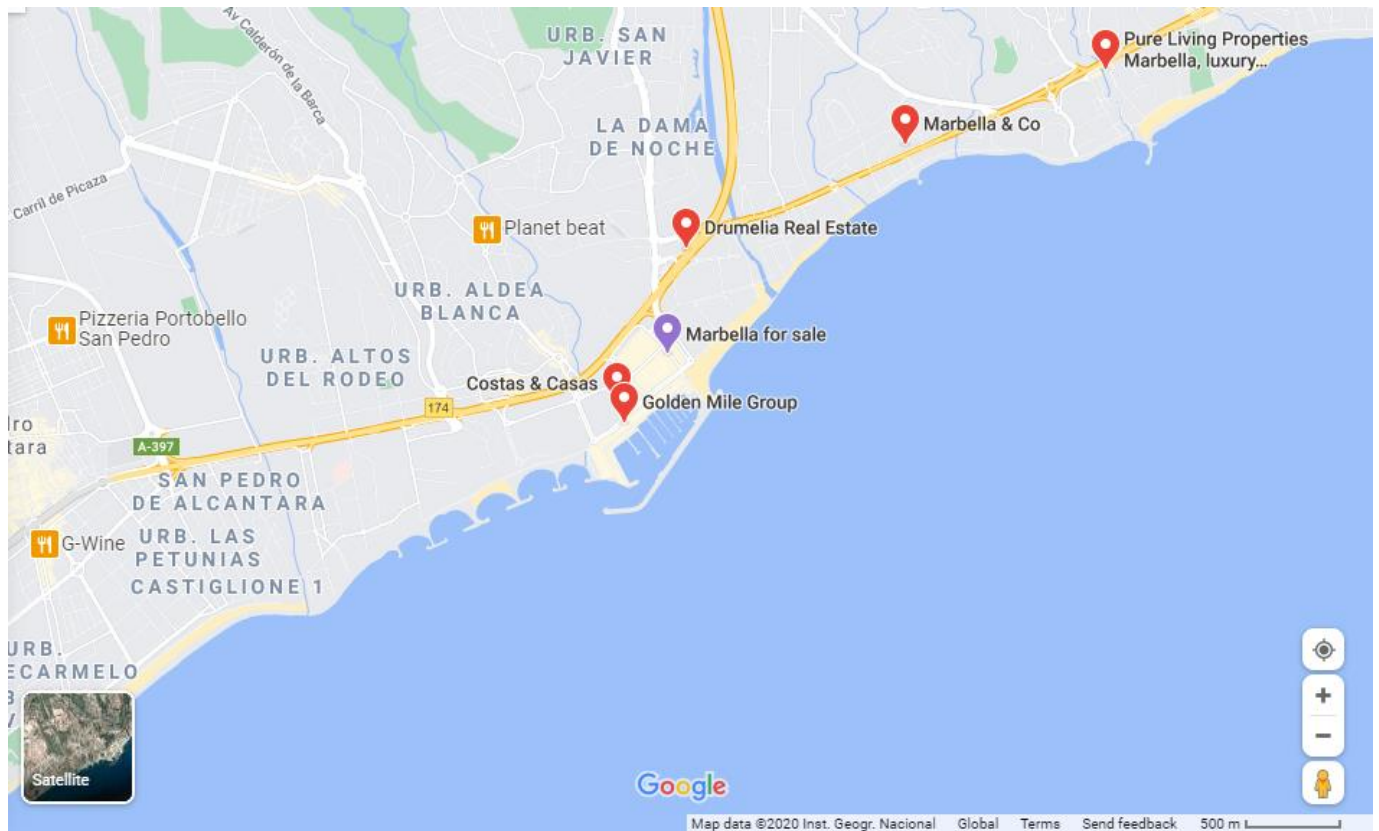 Av Calderón de la Barca
URB. SAN
JAVIER
Pure Living Properties
Marbella, luxury...
LA DAMA
DE NOCHE
Marbella & Co
Carril de Picaza
Planet beat
Drumelia Real Estate
URB. ALDEA
BLANCA
Pizzeria Portobello
San Pedro
Marbella for sale
URB. ALTOS
DEL RODEO
Costas & Casas
Golden Mile Group
174
tara
A-397
SAN PEDRO
DE ALCANTARA
G-Wine
URB. LAS
PETUNIAS
CASTIGLIONE 1
URB.
ECARMELO
Satellite
Google
Map data ©2020 Inst. Geogr. Nacional Global Terms Send feedback 500 m